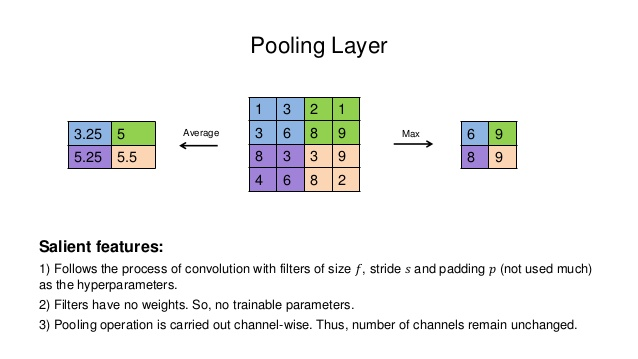 Pooling Layer
1 3 2 1
3.25 5 Average 3 6 8 9 Max 6 9
5.25 5.5 8 3 3 9 8 9
4 6 8 2
Salient features:
1) Follows the process of convolution with filters of size f, stride s and padding p (not used much)
as the hyperparameters.
2) Filters have no weights. So, no trainable parameters.
3) Pooling operation is carried out channel-wise. Thus, number of channels remain unchanged.